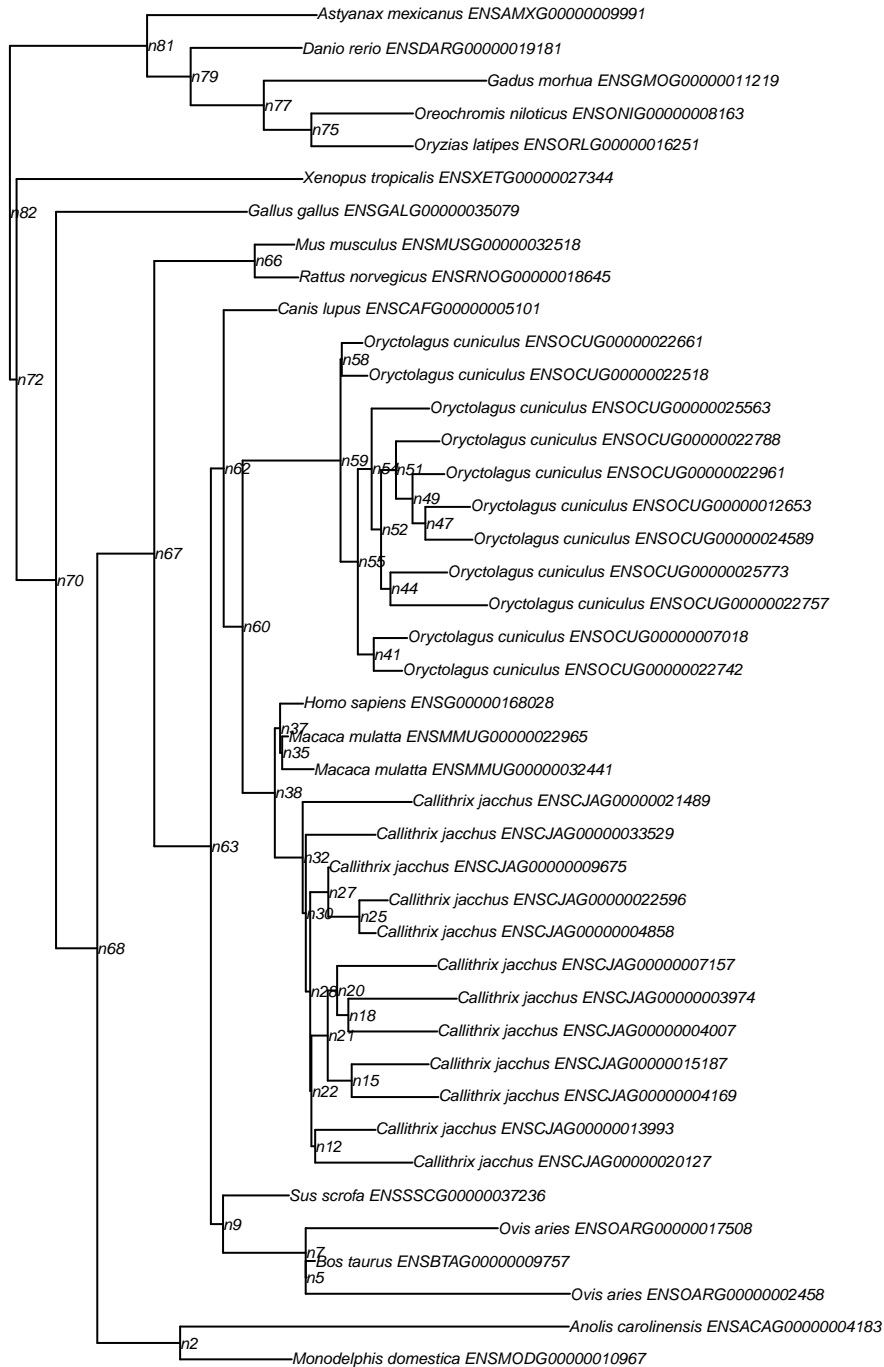 Astyanax mexicanus ENSAMXG00000009991
n81
Danio rerio ENSDARG00000019181
n79
Gadus morhua ENSGMOG00000011219
n77
Oreochromis niloticus ENSONIG00000008163
n75
Oryzias latipes ENSORLG00000016251
Xenopus tropicalis ENSXETG00000027344
n82
Gallus gallus ENSGALG00000035079
Mus musculus ENSMUSG00000032518
n66
Rattus norvegicus ENSRNOG00000018645
Canis lupus ENSCAFG00000005101
Oryctolagus cuniculus ENSOCUG00000022661
n58
Oryctolagus cuniculus ENSOCUG00000022518
n72
Oryctolagus cuniculus ENSOCUG00000025563
Oryctolagus cuniculus ENSOCUG00000022788
n62
n59
n54
n51
Oryctolagus cuniculus ENSOCUG00000022961
n49
Oryctolagus cuniculus ENSOCUG00000012653
n47
n52
Oryctolagus cuniculus ENSOCUG00000024589
n67
n55
Oryctolagus cuniculus ENSOCUG00000025773
n70
n44
Oryctolagus cuniculus ENSOCUG00000022757
n60
Oryctolagus cuniculus ENSOCUG00000007018
n41
Oryctolagus cuniculus ENSOCUG00000022742
Homo sapiens ENSG00000168028
n37
Macaca mulatta ENSMMUG00000022965
n35
Macaca mulatta ENSMMUG00000032441
n38
Callithrix jacchus ENSCJAG00000021489
Callithrix jacchus ENSCJAG00000033529
n63
n32
Callithrix jacchus ENSCJAG00000009675
n27
Callithrix jacchus ENSCJAG00000022596
n30
n25
Callithrix jacchus ENSCJAG00000004858
n68
Callithrix jacchus ENSCJAG00000007157
n28
n20
Callithrix jacchus ENSCJAG00000003974
n18
Callithrix jacchus ENSCJAG00000004007
n21
Callithrix jacchus ENSCJAG00000015187
n15
n22
Callithrix jacchus ENSCJAG00000004169
Callithrix jacchus ENSCJAG00000013993
n12
Callithrix jacchus ENSCJAG00000020127
Sus scrofa ENSSSCG00000037236
n9
Ovis aries ENSOARG00000017508
n7
Bos taurus ENSBTAG00000009757
n5
Ovis aries ENSOARG00000002458
Anolis carolinensis ENSACAG00000004183
n2
Monodelphis domestica ENSMODG00000010967